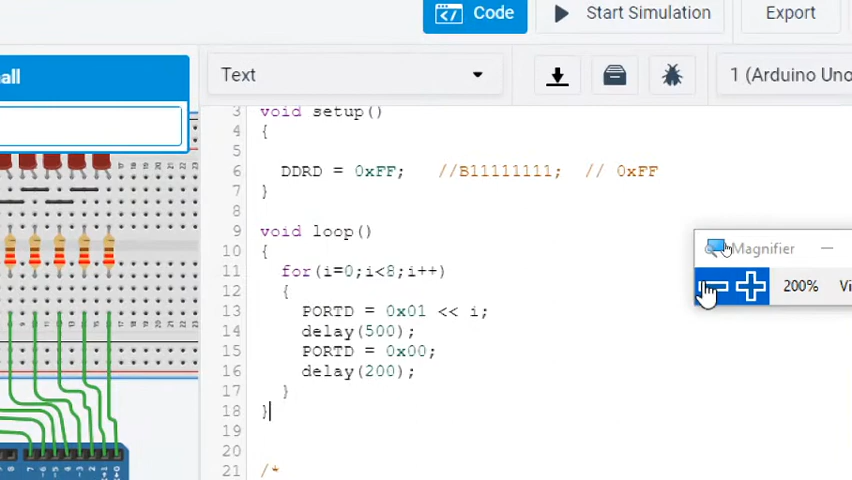 Code
Start Simulation
Export
all
Text
1 (Arduino Uno
3 void setup()
4 {
5
6 DDRD = 0xFF; //B11111111; // 0xFF
7 }
8
9 void loop()
10 {
11 for(i=0;i<8;i++)
12 {
13 PORTD = 0x01 << i;
14 delay(500);
15 PORTD = 0x00;
16 delay(200);
17 }
18 }
19
20
21 /*
Magnifier
200%
Vi